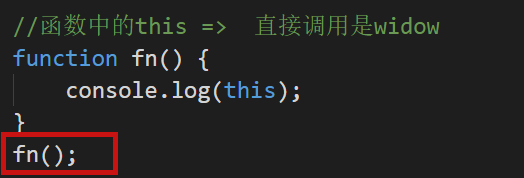 //函数中的this =>  直接调用是widow
function fn() {
    console.log(this);
}
fn();